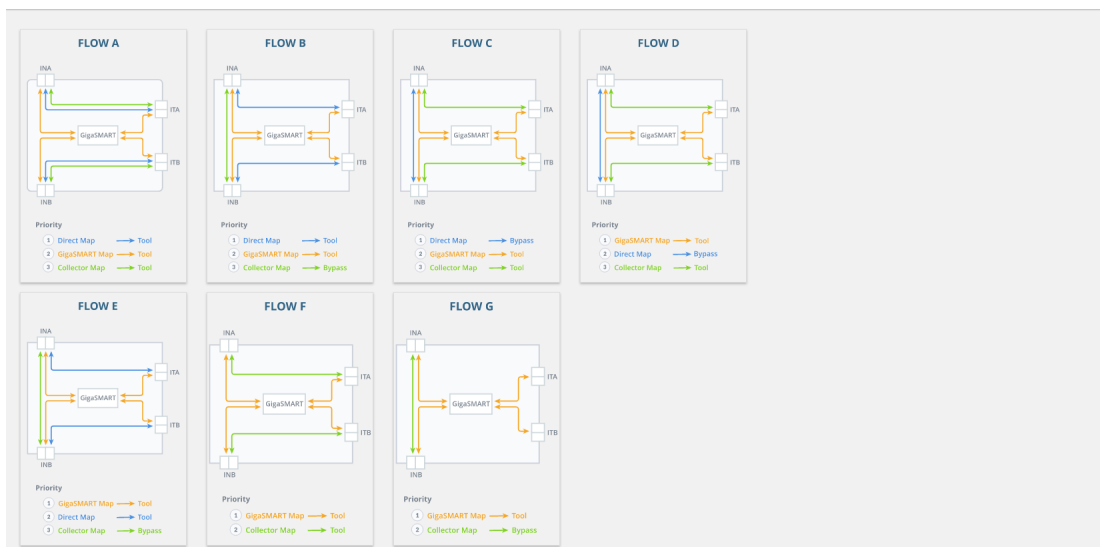 FLOW A
INA
ITA
GigaSMART
ITB
INB
Priority
1 Direct Map Tool
2 GigaSMART Map Tool
3 Collector Map Tool
FLOW B
INA
ITA
GigaSMART
ITB
INB
Priority
1 Direct Map Tool
2 GigaSMART Map Tool
3 Collector Map Bypass
FLOW C
INA
ITA
GigaSMART
ITB
INB
Priority
1 Direct Map Bypass
2 GigaSMART Map Tool
3 Collector Map Tool
FLOW D
INA
ITA
GigaSMART
ITB
INB
Priority
1 GigaSMART Map Tool
2 Direct Map Bypass
3 Collector Map Tool
FLOW E
INA
ITA
GigaSMART
ITB
INB
Priority
1 GigaSMART Map Tool
2 Direct Map Tool
3 Collector Map Bypass
FLOW F
INA
ITA
GigaSMART
ITB
INB
Priority
1 GigaSMART Map Tool
2 Collector Map Tool
FLOW G
INA
ITA
GigaSMART
ITB
INB
Priority
1 GigaSMART Map Tool
2 Collector Map Bypass